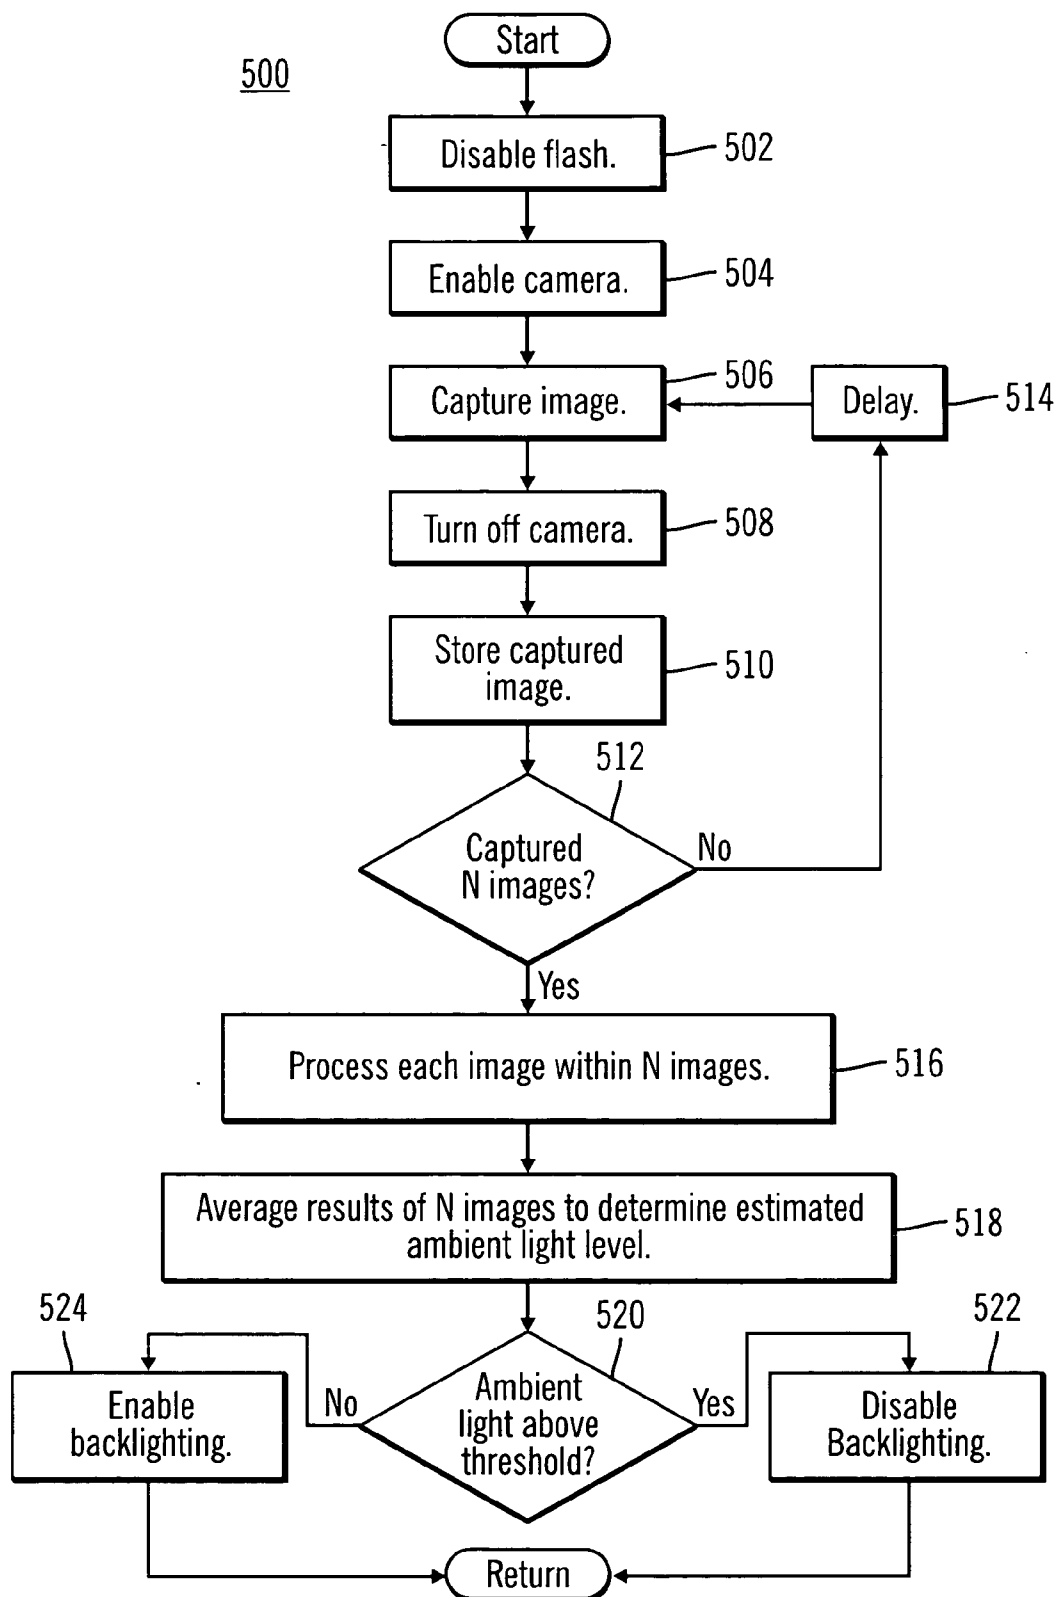 Start
500
Disable flash.
502
Enable camera.
504
Capture image.
506
Delay.
514
Turn off camera.
508
Store captured
image.
510
512
Captured
N images?
No
Yes
Process each image within N images.
516
Average results of N images to determine estimated
ambient light level.
518
524
520
522
Enable
backlighting.
No
Ambient
light above
threshold?
Yes
Disable
Backlighting.
Return